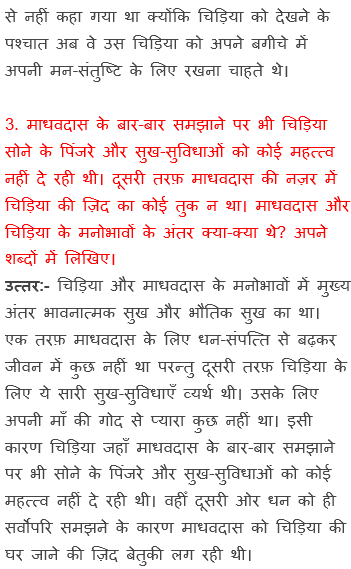 से नहीं कहा गया था क्योंकि चिड़िया को देखने के
पश्चात अब वे उस चिड़िया को अपने बगीचे में
अपनी मन-संतुष्टि के लिए रखना चाहते थे।
3. माधवदास के बार-बार समझाने पर भी चिड़िया
सोने के पिंजरे और सुख-सुविधाओं को कोई महत्त्व
नहीं दे रही थी। दूसरी तरफ़ माधवदास की नज़र में
चिड़िया की ज़िद का कोई तुक न था। माधवदास और
चिड़िया के मनोभावों के अंतर क्या-क्या थे? अपने
शब्दों में लिखिए।
उत्तर:- चिड़िया और माधवदास के मनोभावों में मुख्य
अंतर भावनात्मक सुख और भौतिक सुख का था।
एक तरफ़ माधवदास के लिए धन-संपत्ति से बढ़कर
जीवन में कुछ नहीं था परन्तु दूसरी तरफ़ चिड़िया के
लिए ये सारी सुख-सुविधाएँ व्यर्थ थी। उसके लिए
अपनी माँ की गोद से प्यारा कुछ नहीं था। इसी
कारण चिड़िया जहाँ माधवदास के बार-बार समझाने
पर भी सोने के पिंजरे और सुख-सुविधाओं को कोई
महत्त्व नहीं दे रही थी। वहीँ दूसरी ओर धन को ही
सर्वोपरि समझने के कारण माधवदास को चिड़िया की
घर जाने की ज़िद बेतुकी लग रही थी।